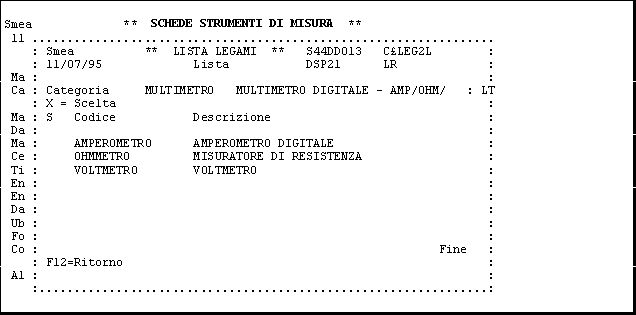 Smea ** SCHEDE STRUMENTI DI MISURA **
11 ...............................................................
: Smea ** LISTA LEGAMI ** S44DDO13 C£LEG2L :
: 11/07/95 Lista DSP21 LR :
Ma : :
Ca : Categoria MULTIMETRO MULTIMETRO DIGITALE - AMP/OHM/ : LT
: X = Scelta :
Ma : S Codice Descrizione :
Da : :
Ma : AMPEROMETRO AMPEROMETRO DIGITALE :
Ce : OHMMETRO MISURATORE DI RESISTENZA :
Ti : VOLTMETRO VOLTMETRO :
En : :
En : :
Da : :
Ub : :
Fo : :
Co : Fine :
: F12=Ritorno :
Al : :
:...............................................................: